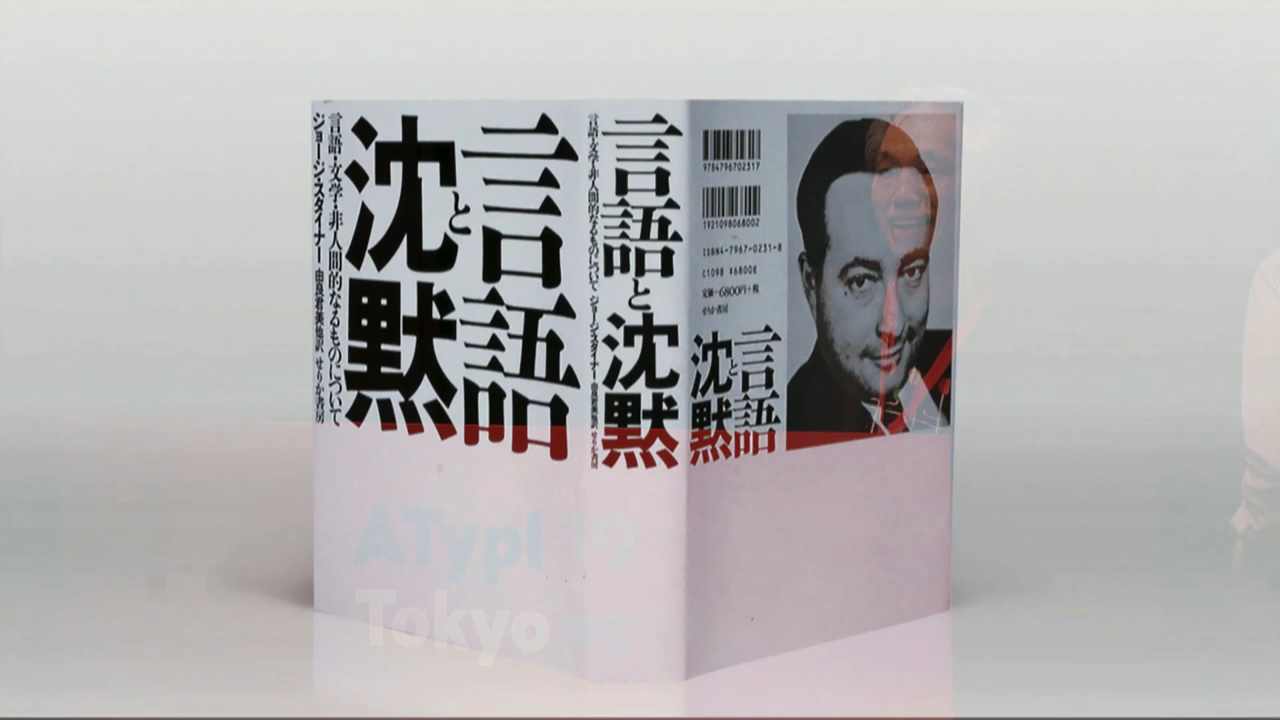 言語と沈黙
言語・文学・非人間的なるものについて
ジョージ・スタイナー 由良君美他訳 せりか書房
言語と沈黙
言語・文学・非人間的なるものについて ジョージ・スタイナー 由良君美他訳 せりか書房
9784796702317
1921098068002
ISBN4-7967-0231-8
C1098 ¥6800E
定価=6800円+税
せりか書房
言語と沈黙
ATypI 19
Tokyo